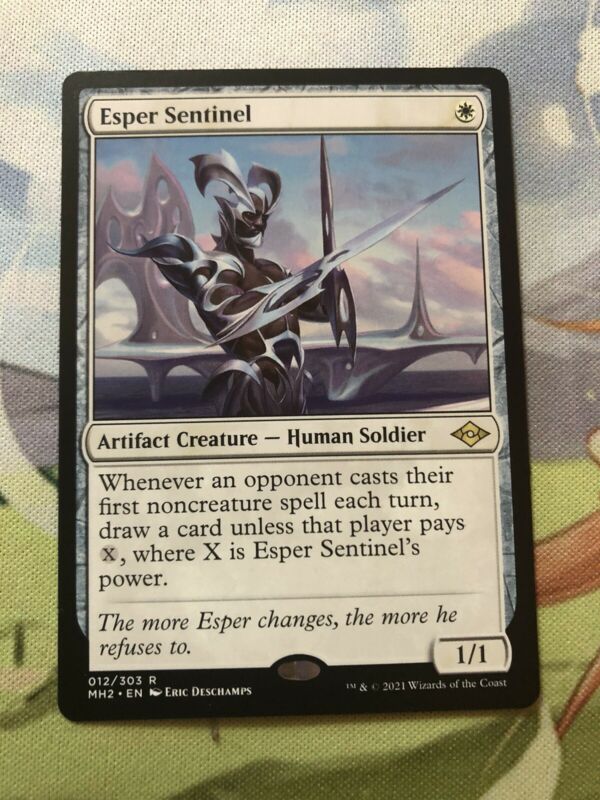 Esper Sentinel
Artifact Creature — Human Soldier
Whenever an opponent casts their
first noncreature spell each turn,
draw a card unless that player pays
X, where X is Esper Sentinel's
power.
The more Esper changes, the more he
refuses to.
1/1
012/303 R
MH2 • EN Eric Deschamps
™ & © 2021 Wizards of the Coast